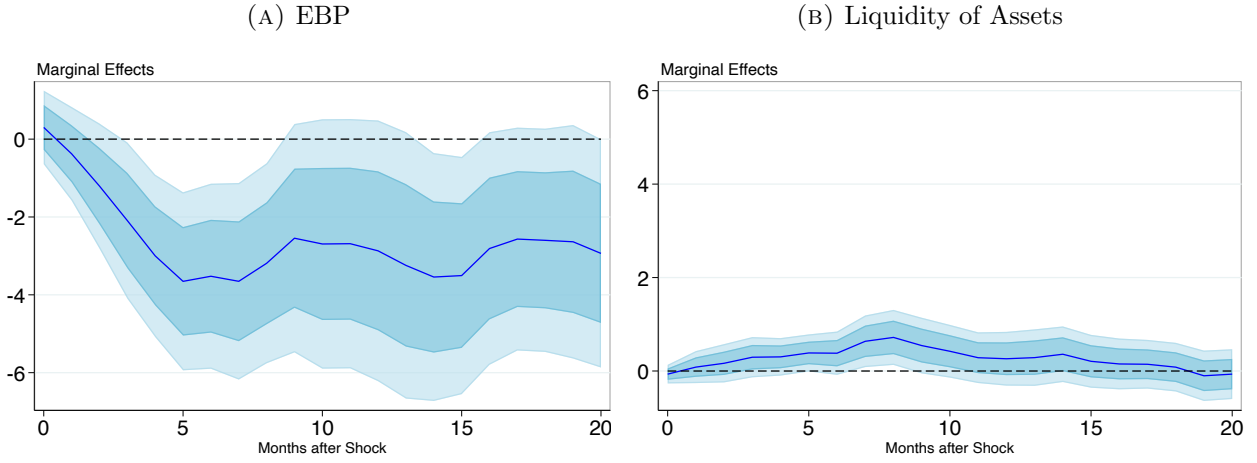 (A) EBP
Marginal Effects
0
-2
-4
-6
0 5 10 15 20
Months after Shock
(B) Liquidity of Assets
Marginal Effects
6
4
2
0
0 5 10 15 20
Months after Shock